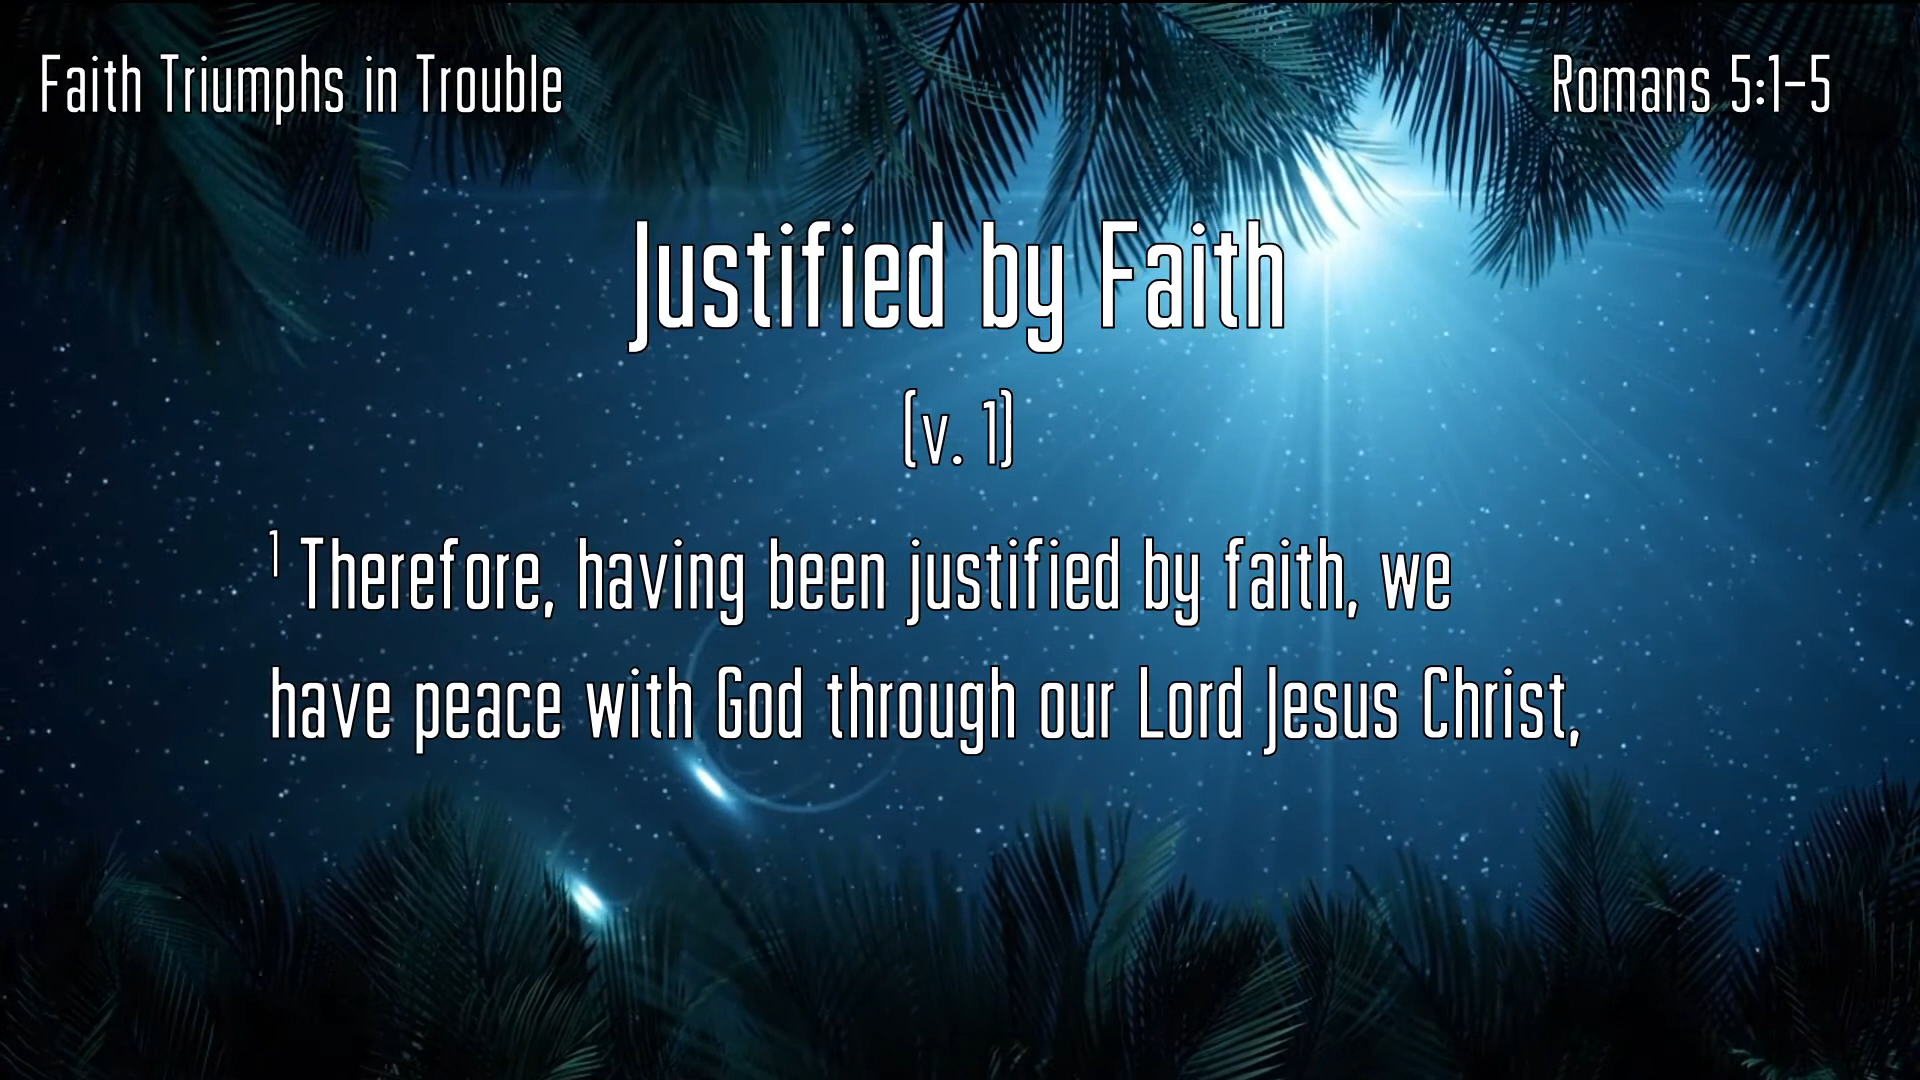 Faith Triumphs in Trouble
Romans 5:1-5
Justified by Faith
(v. 1)
1 Therefore, having been justified by faith, we
have peace with God through our Lord Jesus Christ,